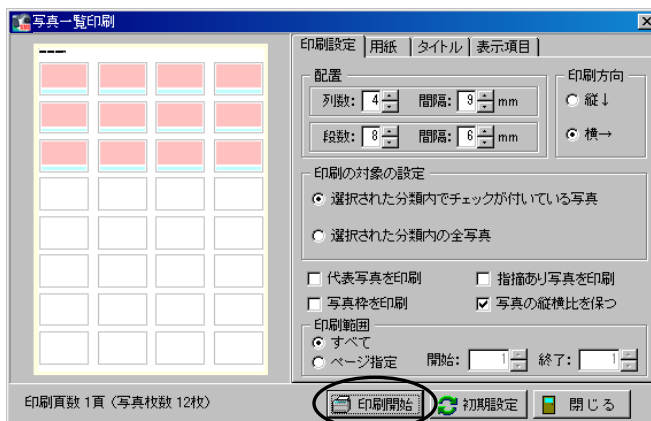 写真一覧印刷
印刷設定 用紙 タイトル 表示項目
配置
列数: 4 間隔: 9 mm
段数: 8 間隔: 6 mm
印刷方向
縦↓
横→
印刷の対象の設定
選択された分類内でチェックが付いている写真
選択された分類内の全写真
代表写真を印刷 指摘あり写真を印刷
写真枠を印刷 写真の縦横比を保つ
印刷範囲
すべて
ページ指定 開始: 1 終了: 1
印刷頁数 1頁 (写真枚数 12枚) 印刷開始 初期設定 閉じる